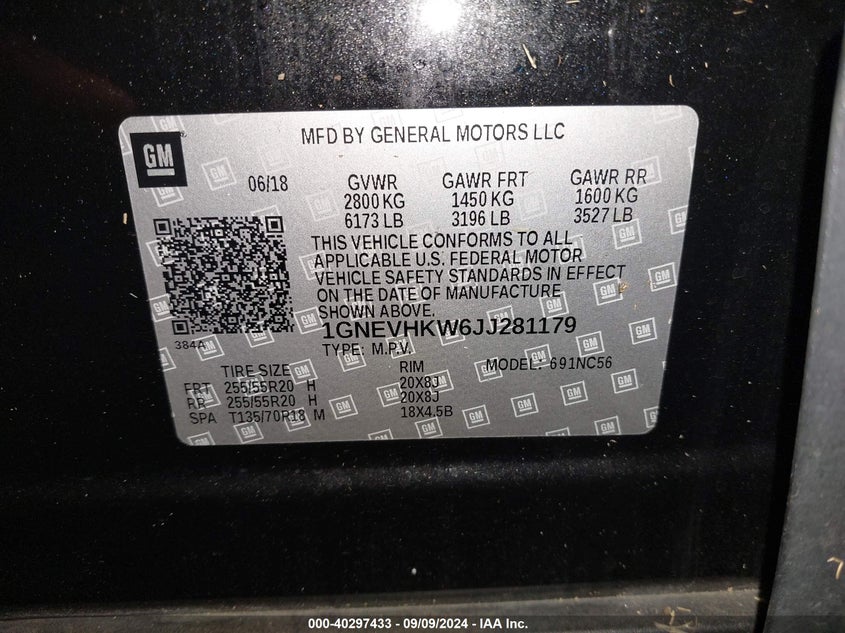 GM
MFD BY GENERAL MOTORS LLC
06/18 GVWR GAWR FRT GAWR RR
2800 KG 1450 KG 1600 KG
6173 LB 3196 LB 3527 LB
THIS VEHICLE CONFORMS TO ALL
APPLICABLE U.S. FEDERAL MOTOR
VEHICLE SAFETY STANDARDS IN EFFECT
ON THE DATE OF MANUFACTURE
SHOWN ABOVE.
1GNEVHKW6JJ281179
384A TYPE: M.P.V.
TIRE SIZE RIM MODEL: 691NC56
FRT 255/55R20 H 20X8J
RR 255/55R20 H 20X8J
SPA T135/70R18 M 18X4.5B
000-40297433 - 09/09/2024 - IAA Inc.